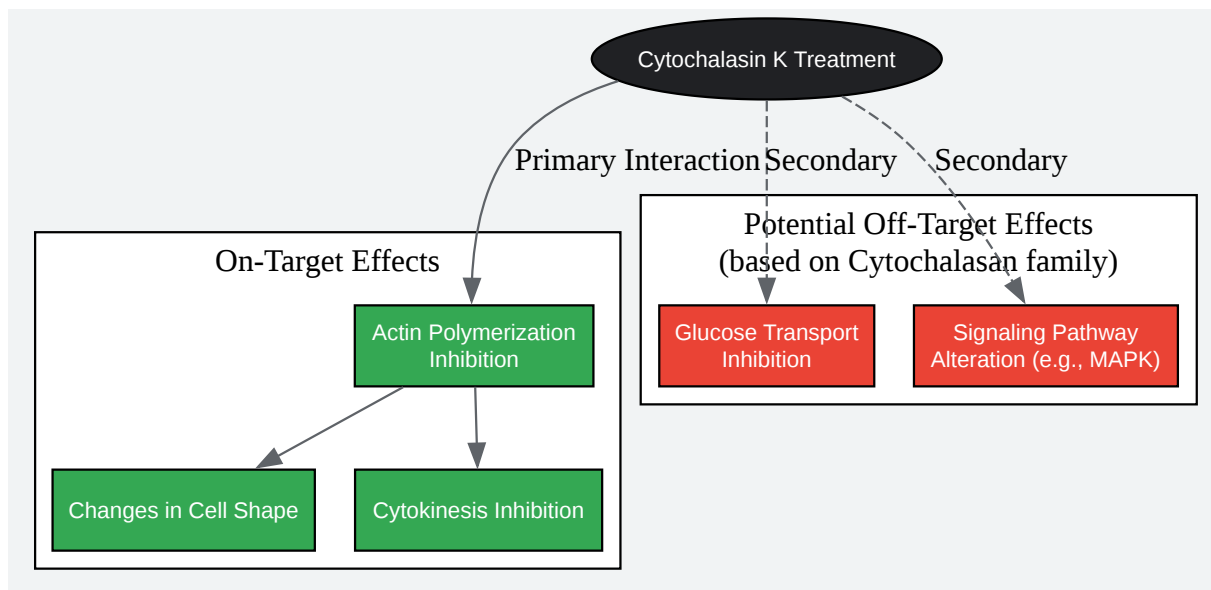 Cytochalasin K Treatment
Primary Interaction
Secondary
Secondary
On-Target Effects
Potential Off-Target Effects
(based on Cytochalasan family)
Actin Polymerization
Inhibition
Glucose Transport
Inhibition
Signaling Pathway
Alteration (e.g., MAPK)
Changes in Cell Shape
Cytokinesis Inhibition